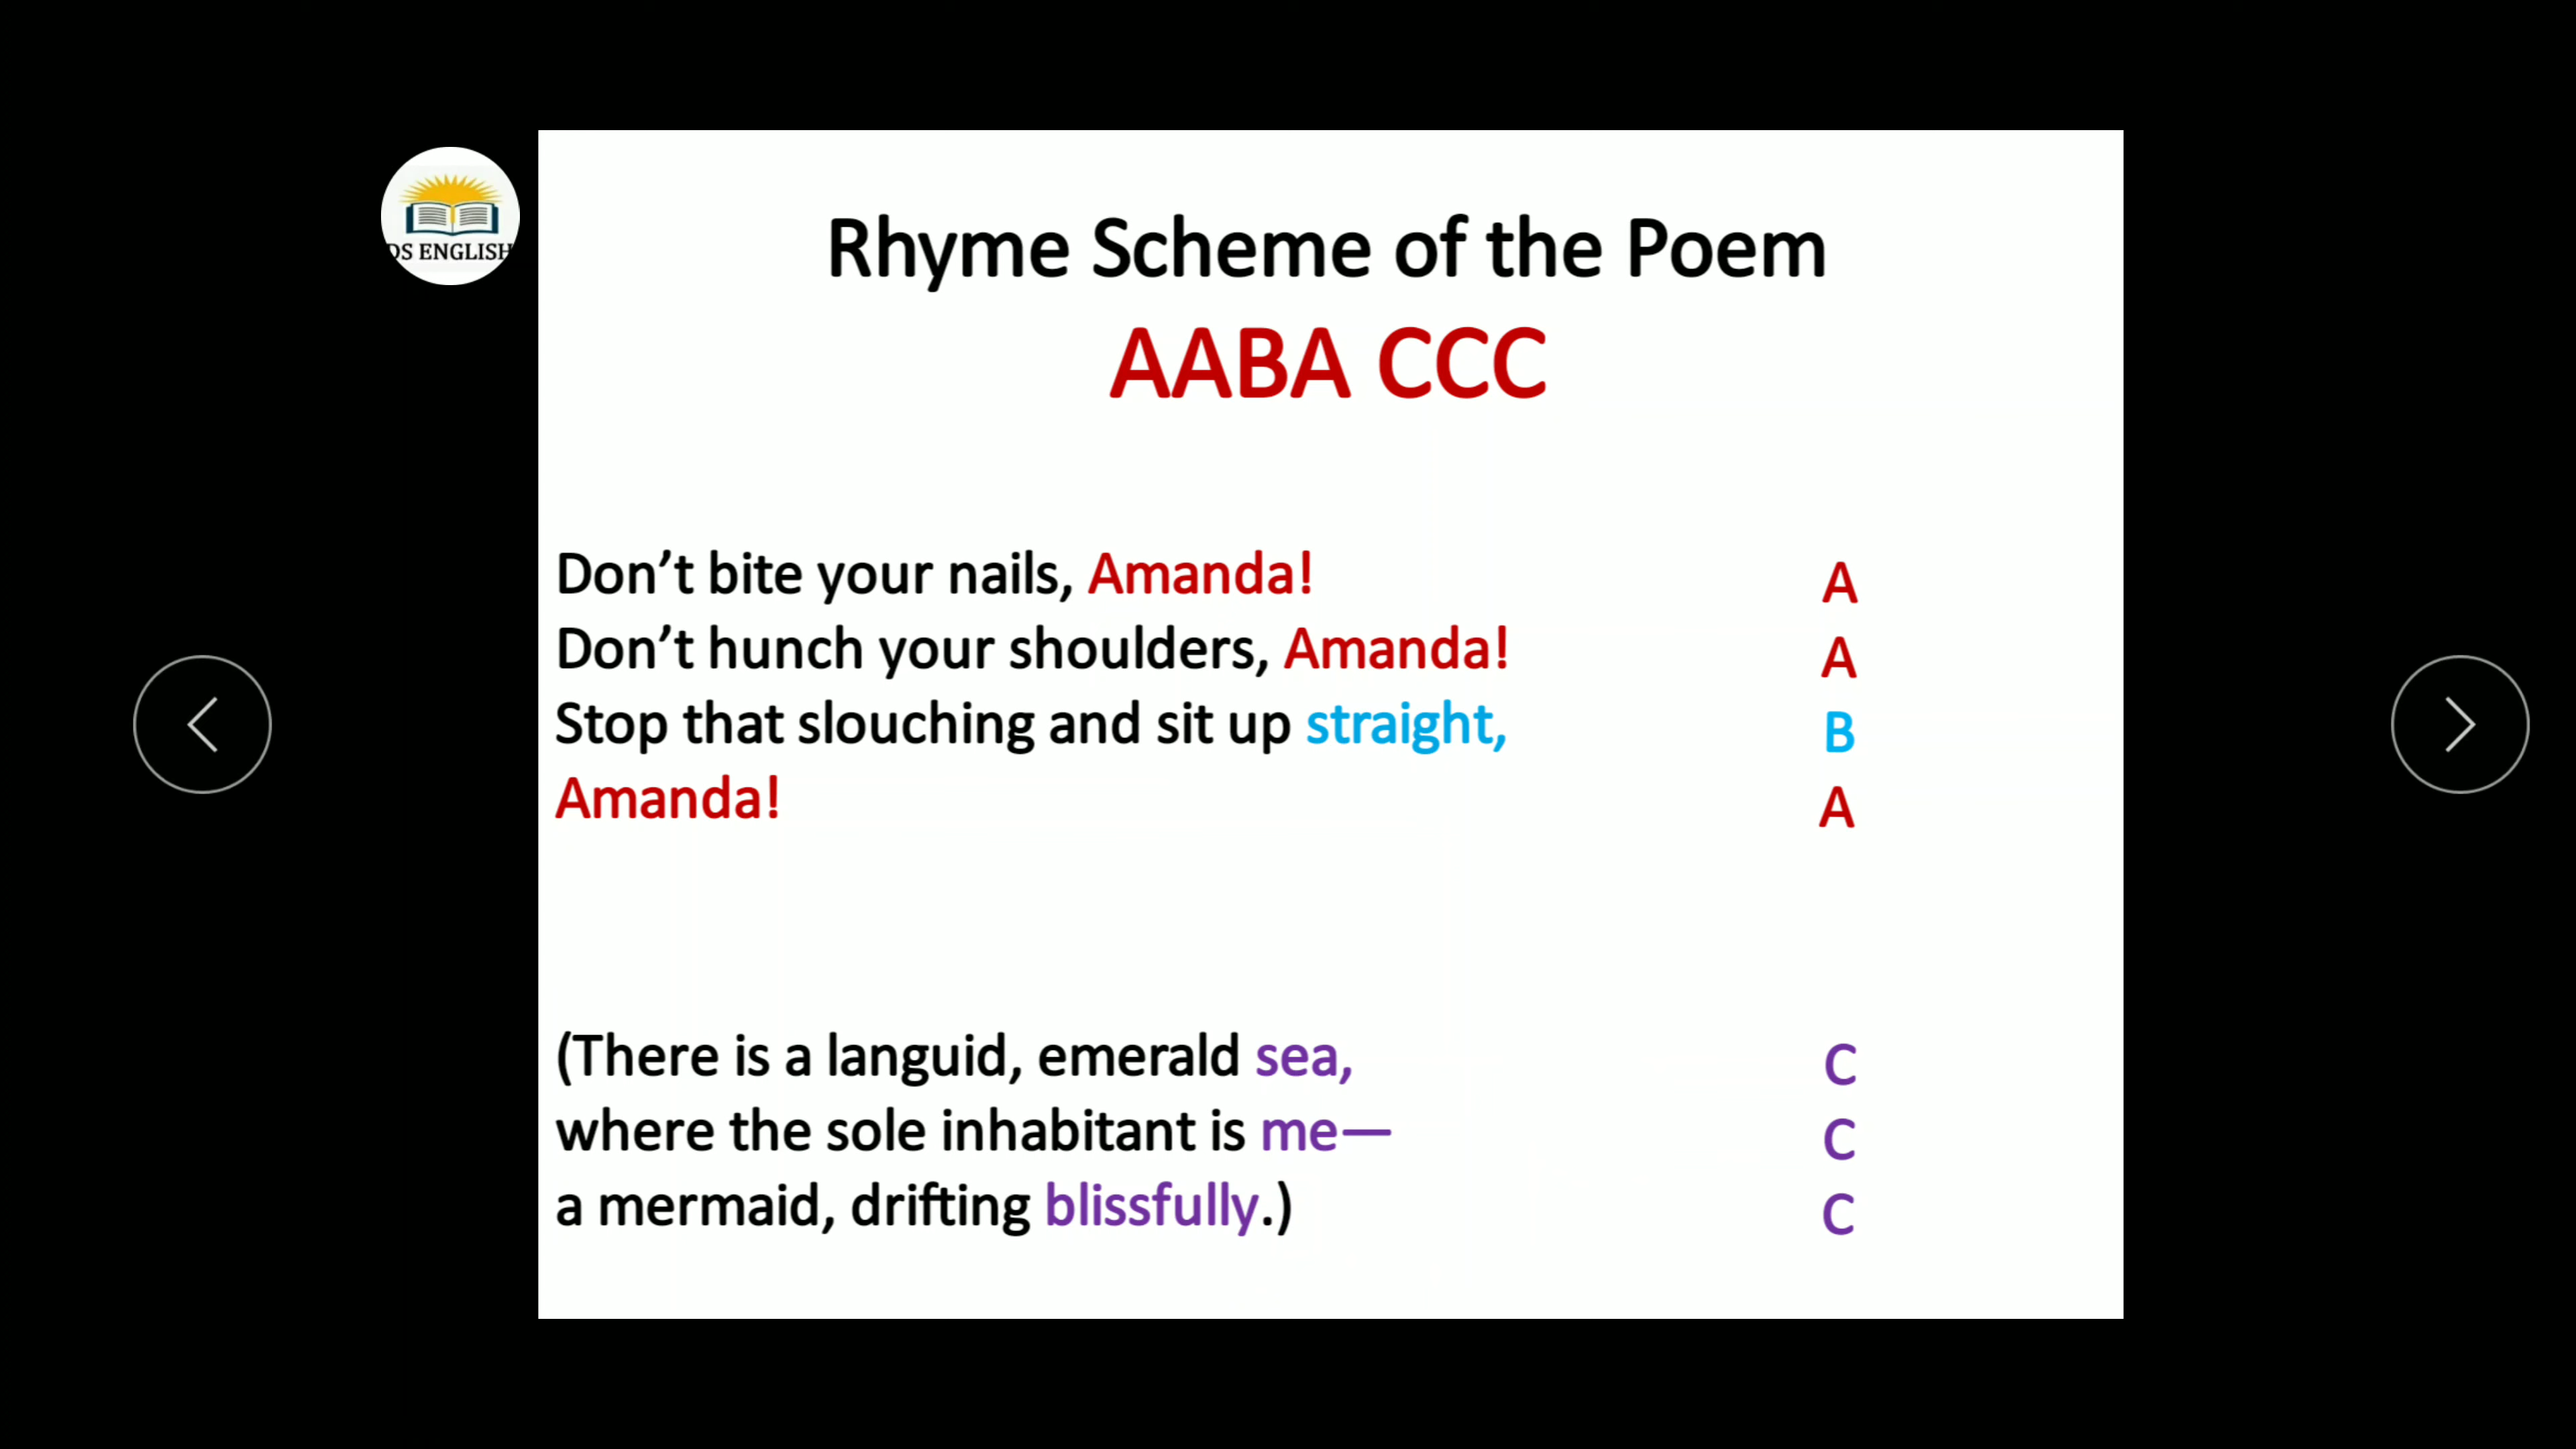 DS ENGLISH
Rhyme Scheme of the Poem
AABA CCC
Don’t bite your nails, Amanda! A
Don’t hunch your shoulders, Amanda! A
Stop that slouching and sit up straight, B
Amanda! A
(There is a languid, emerald sea, C
where the sole inhabitant is me— C
a mermaid, drifting blissfully.) C